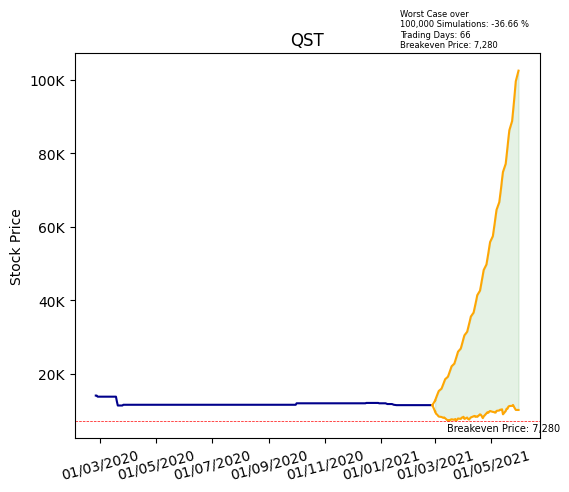 Worst Case over
100,000 Simulations: -36.66 %
Trading Days: 66
Breakeven Price: 7,280
QST
Stock Price
100K
80K
60K
40K
20K
Breakeven Price: 7,280
01/03/2020
01/05/2020
01/07/2020
01/09/2020
01/11/2020
01/01/2021
01/03/2021
01/05/2021